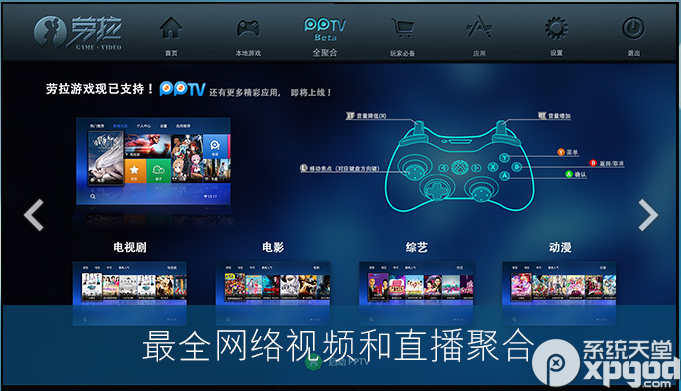 劳拉
GAME·VIDEO
PPTV
Beta
首页
本地游戏
全聚合
玩家必备
应用
设置
退出
劳拉游戏现已支持！PPTV 还有更多精彩应用，即将上线！
LT 音量降低(R)
RT 音量增加
L 移动焦点（对应键盘方向键）
Y 菜单
B 返回/取消
A 确认
X
Y
B
A
电视剧
电影
综艺
动漫
最全网络视频和直播聚合
启动PPTV
系统天堂
xpgod.com